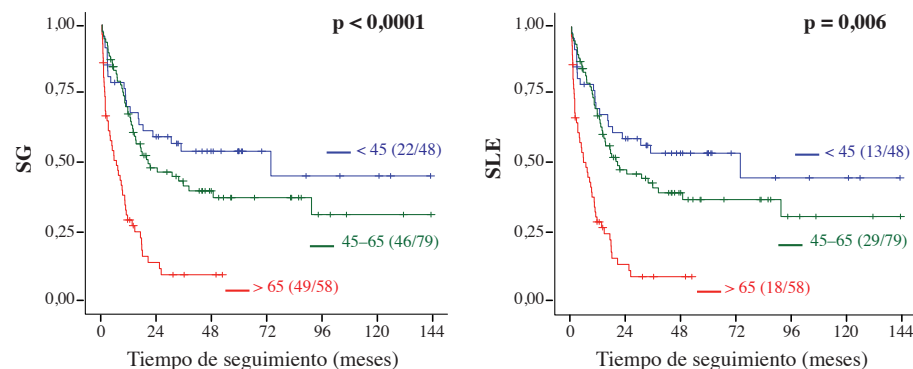 p < 0,0001
SG
1,00
0,75
0,50
0,25
0,00
< 45 (22/48)
45–65 (46/79)
> 65 (49/58)
0 24 48 72 96 120 144
Tiempo de seguimiento (meses)
p = 0,006
SLE
1,00
0,75
0,50
0,25
0,00
< 45 (13/48)
45–65 (29/79)
> 65 (18/58)
0 24 48 72 96 120 144
Tiempo de seguimiento (meses)